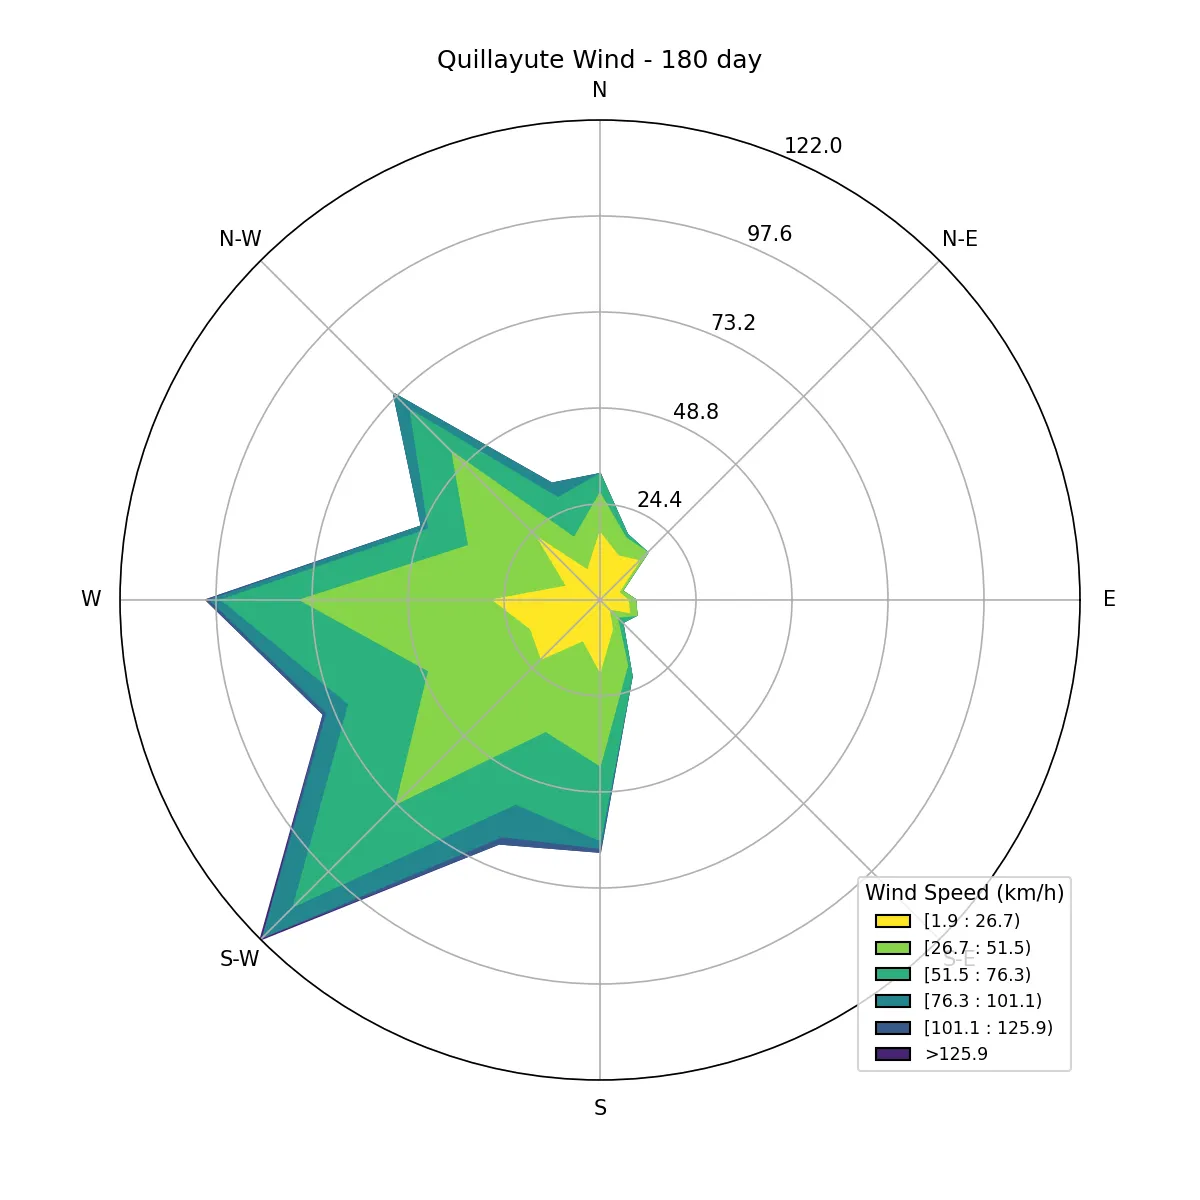 Quillayute Wind - 180 day
N
122.0
97.6
N-W
N-E
73.2
48.8
24.4
W
E
Wind Speed (km/h)
[1.9 : 26.7)
[26.7 : 51.5)
S-W
S-E
[51.5 : 76.3)
[76.3 : 101.1)
[101.1 : 125.9)
>125.9
S